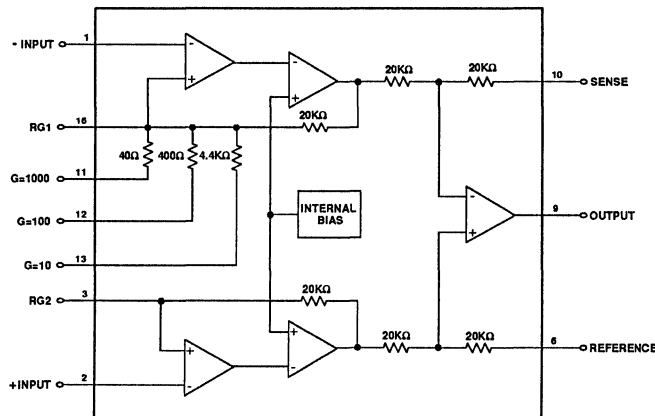 - INPUT
1
20KΩ
20KΩ
10
SENSE
RG1
16
20KΩ
40Ω
400Ω
4.4KΩ
G=1000
11
INTERNAL
BIAS
G=100
12
9
OUTPUT
G=10
13
RG2
3
20KΩ
20KΩ
20KΩ
6
REFERENCE
+INPUT
2
-
+
-
+
-
+
+
-
+
-